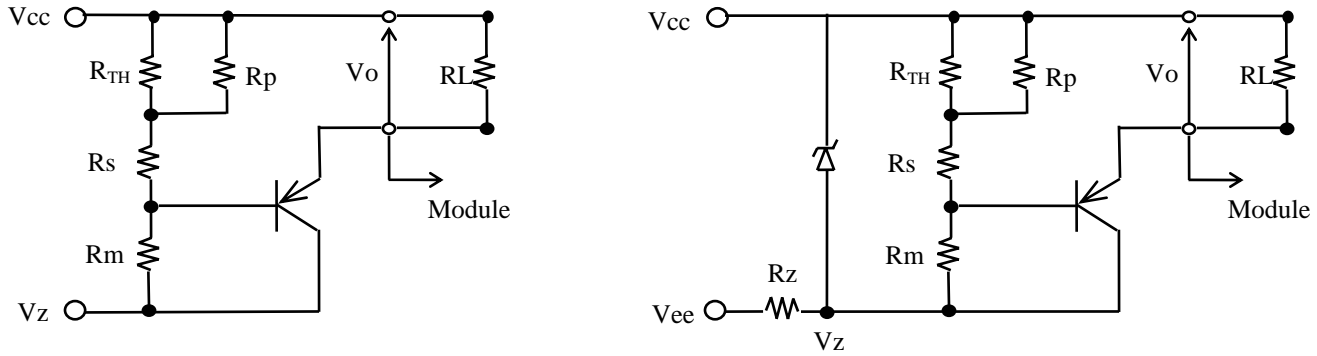 Vcc
R_TH
Rp
Vo
RL
Rs
Module
Rm
Vz
Vcc
R_TH
Rp
Vo
RL
Rs
Module
Rm
Rz
Vee
Vz